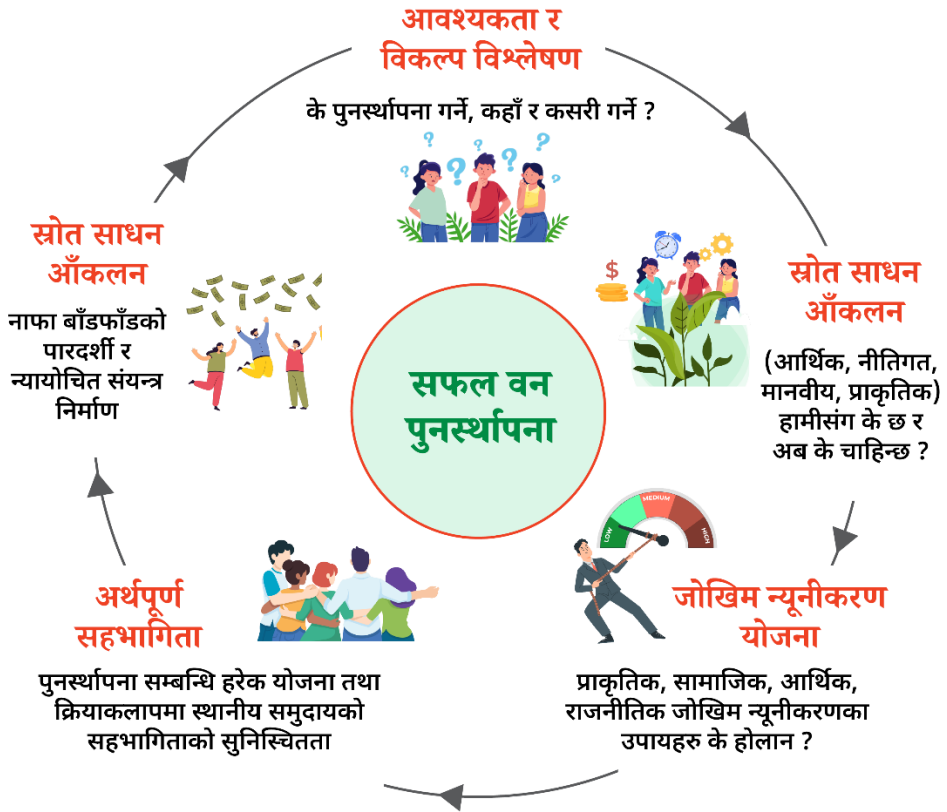 आवश्यकता र
विकल्प विश्लेषण
के पुनर्स्थापना गर्ने, कहाँ र कसरी गर्ने ?
स्रोत साधन
आँकलन
(आर्थिक, नीतिगत,
मानवीय, प्राकृतिक)
हामीसंग के छ र
अब के चाहिन्छ ?
LOW
MEDIUM
HIGH
जोखिम न्यूनीकरण
योजना
प्राकृतिक, सामाजिक, आर्थिक,
राजनीतिक जोखिम न्यूनीकरणका
उपायहरु के होलान ?
अर्थपूर्ण
सहभागिता
पुनर्स्थापना सम्बन्धि हरेक योजना तथा
क्रियाकलापमा स्थानीय समुदायको
सहभागिताको सुनिस्चितता
स्रोत साधन
आँकलन
नाफा बाँडफाँडको
पारदर्शी र
न्यायोचित संयन्त्र
निर्माण
सफल वन
पुनर्स्थापना